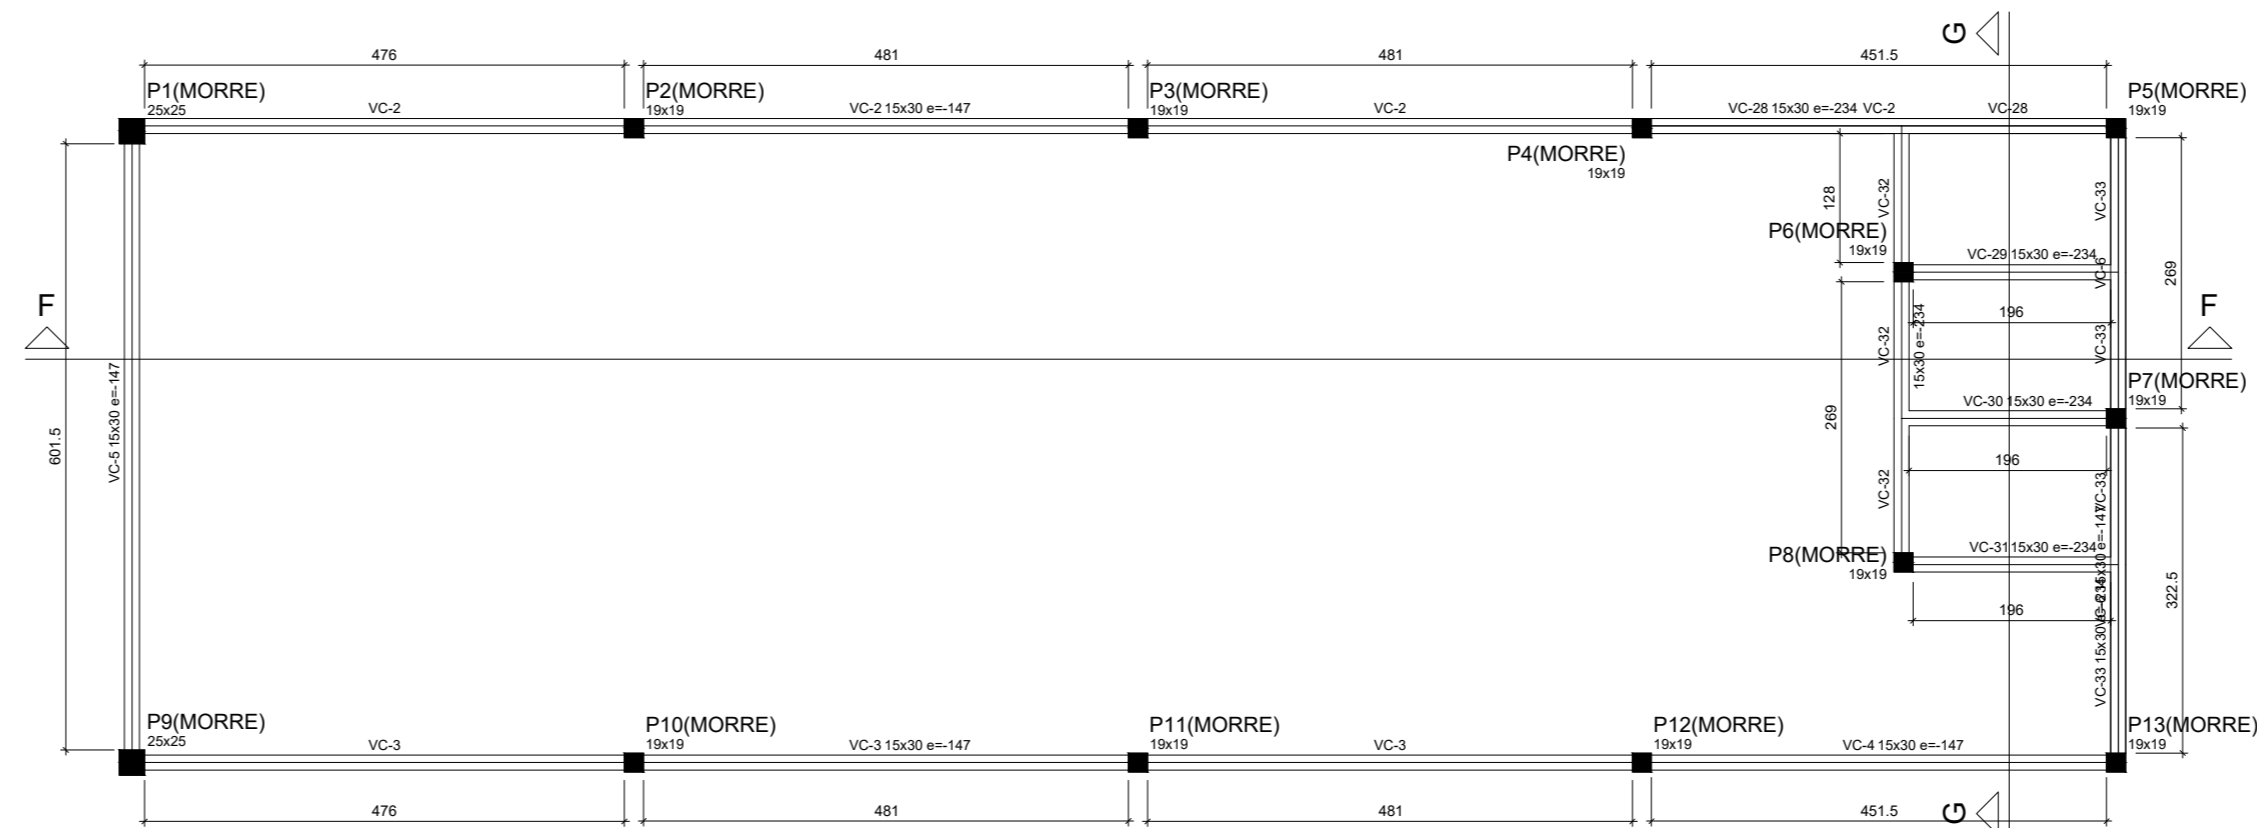 G
476
481
481
451.5
P1(MORRE)
25x25
VC-2
P2(MORRE)
19x19
VC-2 15x30 e=-147
P3(MORRE)
19x19
VC-2
VC-28 15x30 e=-234
VC-2
VC-28
P5(MORRE)
19x19
P4(MORRE)
19x19
128
VC-32
VC-33
P6(MORRE)
19x19
VC-29 15x30 e=-234
VC-6
269
196
F
F
VC-32
15x30 e=-234
VC-33
P7(MORRE)
19x19
VC-5 15x30 e=-147
601.5
VC-30 15x30 e=-234
269
196
VC-32
VC-33
P8(MORRE)
19x19
VC-31 15x30 e=-234
196
322.5
VC-33 15x30
P9(MORRE)
25x25
VC-3
P10(MORRE)
19x19
VC-3 15x30 e=-147
P11(MORRE)
19x19
VC-3
P12(MORRE)
19x19
VC-4 15x30 e=-147
P13(MORRE)
19x19
476
481
481
451.5
G